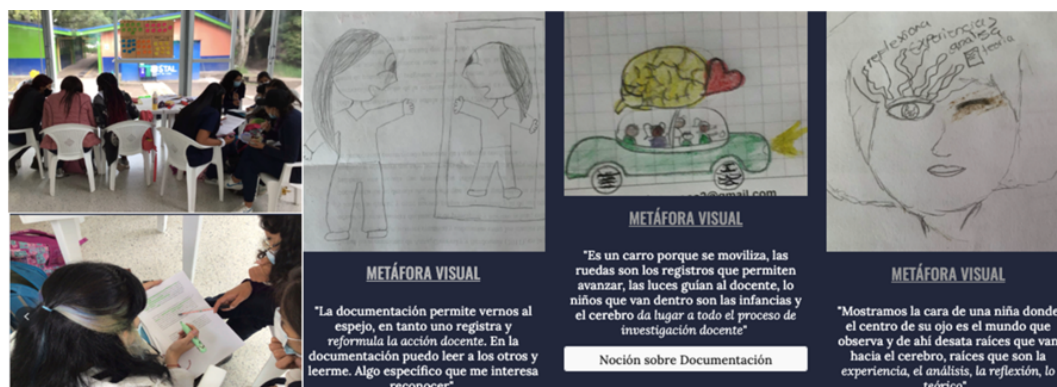 METÁFORA VISUAL
"La documentación permite vernos al
espejo, en tanto uno registra y
reformula la acción docente. En la
documentación puedo leer a los otros y
leerme. Algo específico que me interesa
reconocer"
METÁFORA VISUAL
"Es un carro porque se moviliza, las
ruedas son los registros que permiten
avanzar, las luces guían al docente, lo
niños que van dentro son las infancias y
el cerebro da lugar a todo el proceso de
investigación docente"
Noción sobre Documentación
reflexiona
experiencia
analisa
teoria
METÁFORA VISUAL
"Mostramos la cara de una niña donde
el centro de su ojo es el mundo que
observa y de ahí desata raíces que van
hacia el cerebro, raíces que son la
experiencia, el análisis, la reflexión, lo
teórico"